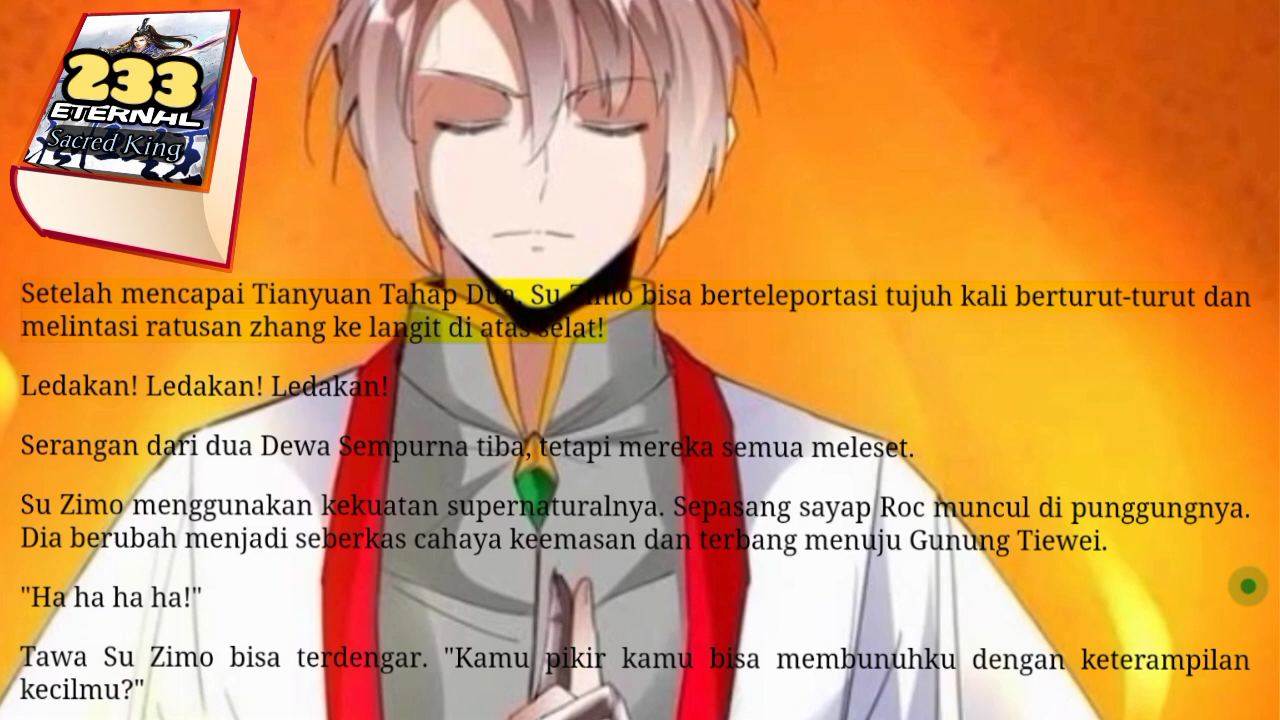 233
ETERNAL
Sacred King
Setelah mencapai Tianyuan Tahap Dua, Su Zimo bisa berteleportasi tujuh kali berturut-turut dan
melintasi ratusan zhang ke langit di atas selat!
Ledakan! Ledakan! Ledakan!
Serangan dari dua Dewa Sempurna tiba, tetapi mereka semua meleset.
Su Zimo menggunakan kekuatan supernaturalnya. Sepasang sayap Roc muncul di punggungnya.
Dia berubah menjadi seberkas cahaya keemasan dan terbang menuju Gunung Tiewei.
"Ha ha ha ha!"
Tawa Su Zimo bisa terdengar. "Kamu pikir kamu bisa membunuhku dengan keterampilan
kecilmu?"